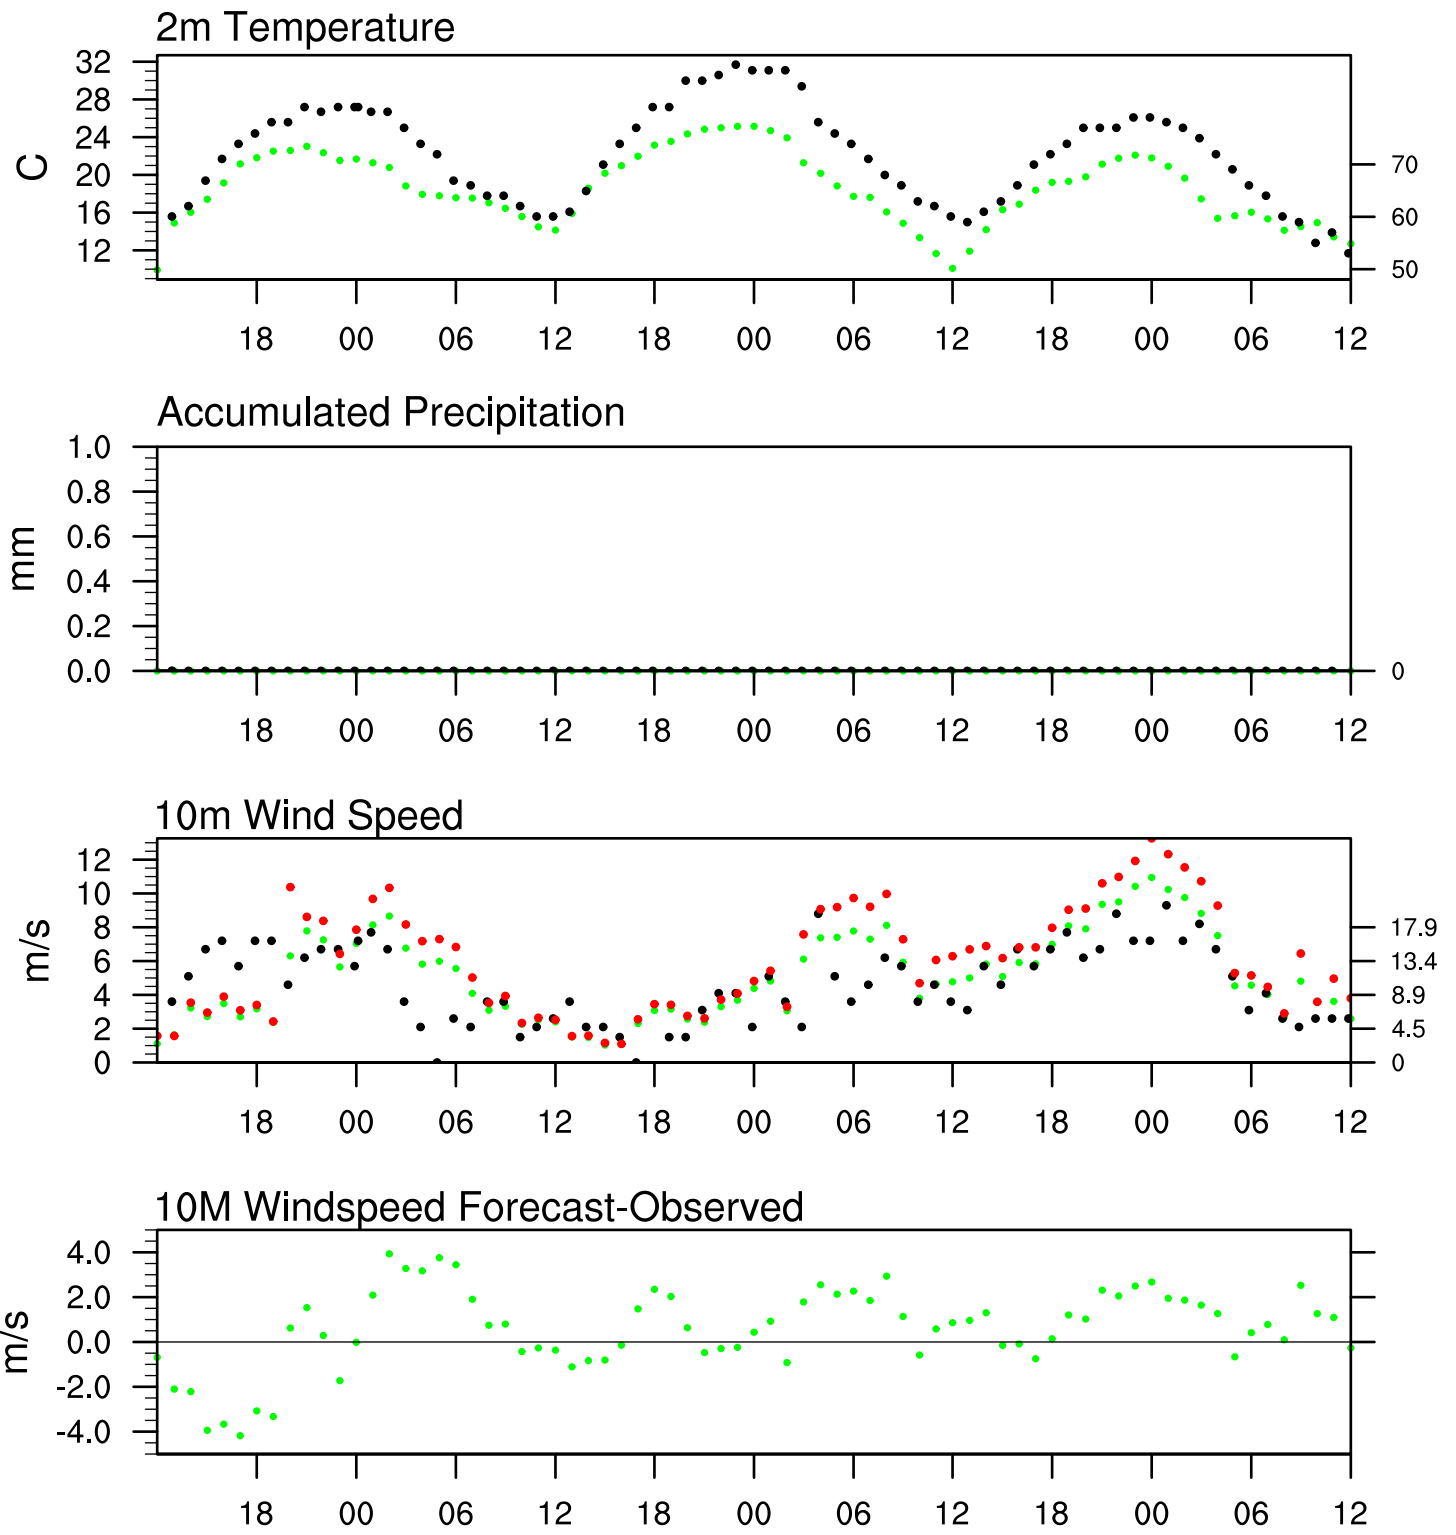 2m Temperature
32
28
24
20
16
12
C
70
60
50
18 00 06 12 18 00 06 12 18 00 06 12
Accumulated Precipitation
1.0
0.8
0.6
0.4
0.2
0.0
mm
0
18 00 06 12 18 00 06 12 18 00 06 12
10m Wind Speed
12
10
8
6
4
2
0
m/s
17.9
13.4
8.9
4.5
0
18 00 06 12 18 00 06 12 18 00 06 12
10M Windspeed Forecast-Observed
4.0
2.0
0.0
-2.0
-4.0
m/s
18 00 06 12 18 00 06 12 18 00 06 12